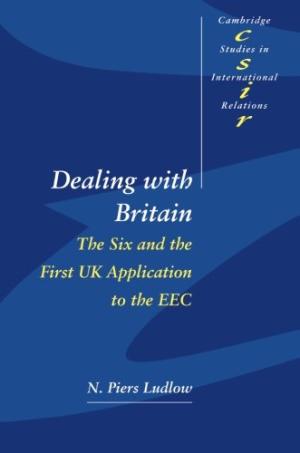 Cambridge
c
Studies in
s
International
i
Relations
r
Dealing with
Britain
The Six and the
First UK Application
to the EEC
N. Piers Ludlow